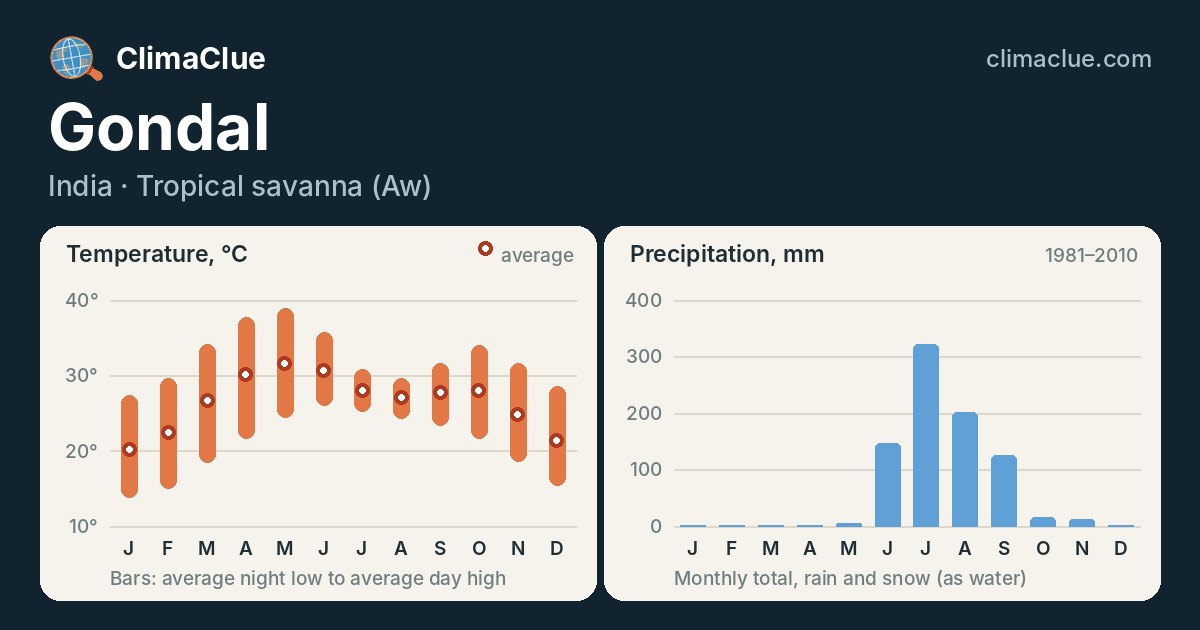 ClimaClue
climaclue.com
Gondal
India · Tropical savanna (Aw)
Temperature, °C
average
40°
30°
20°
10°
J F M A M J J A S O N D
Bars: average night low to average day high
Precipitation, mm
1981–2010
400
300
200
100
0
J F M A M J J A S O N D
Monthly total, rain and snow (as water)